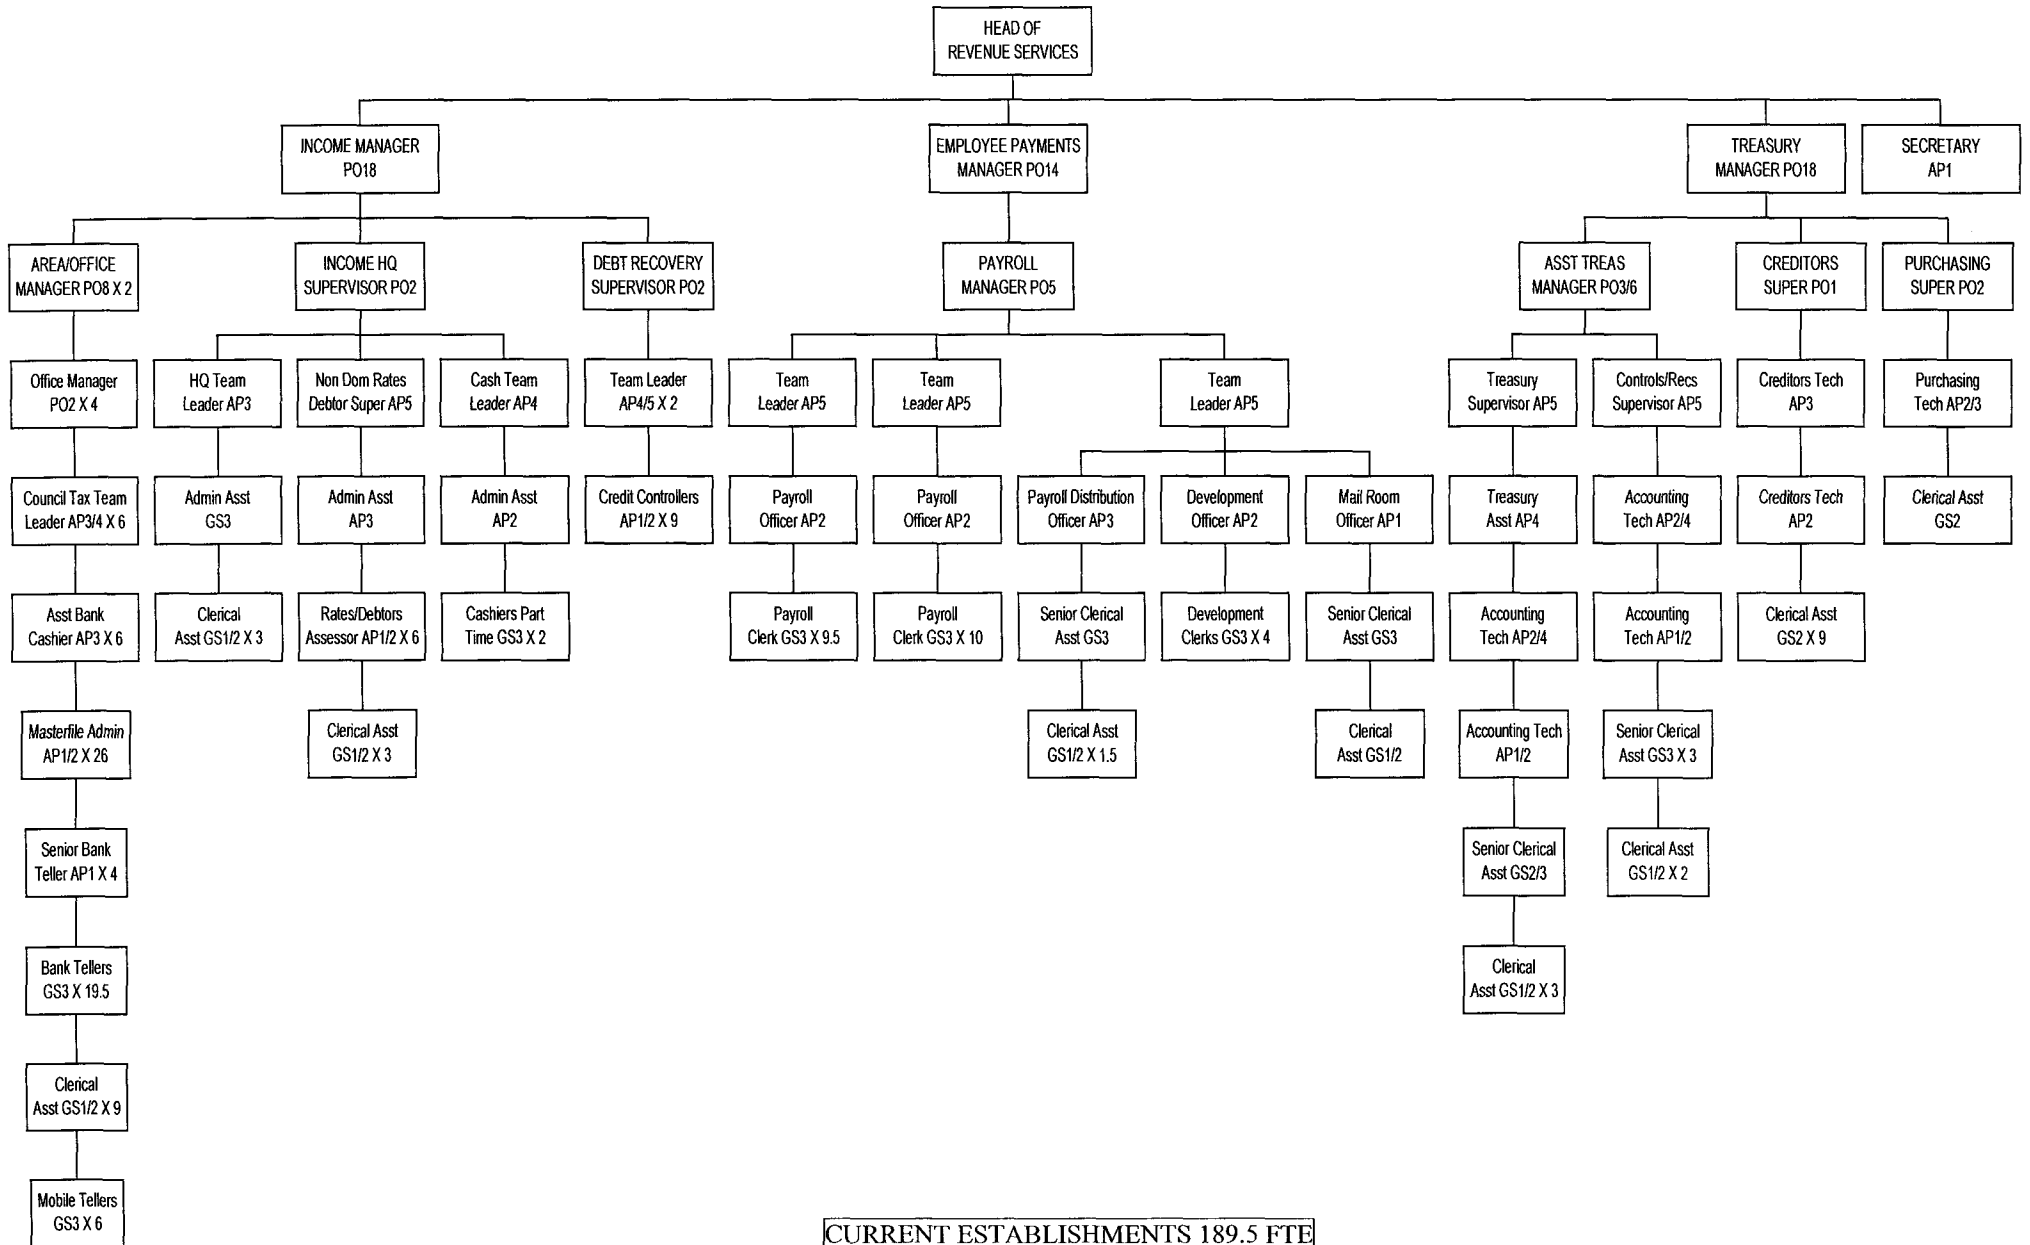 HEAD OF
REVENUE SERVICES
INCOME MANAGER
PO18
EMPLOYEE PAYMENTS
MANAGER PO14
TREASURY
MANAGER PO18
SECRETARY
AP1
AREA/OFFICE
MANAGER PO8 X 2
INCOME HQ
SUPERVISOR PO2
DEBT RECOVERY
SUPERVISOR PO2
PAYROLL
MANAGER PO5
ASST TREAS
MANAGER PO3/6
CREDITORS
SUPER PO1
PURCHASING
SUPER PO2
Office Manager
PO2 X 4
HQ Team
Leader AP3
Non Dom Rates
Debtor Super AP5
Cash Team
Leader AP4
Team Leader
AP4/5 X 2
Team
Leader AP5
Team
Leader AP5
Team
Leader AP5
Treasury
Supervisor AP5
Controls/Recs
Supervisor AP5
Creditors Tech
AP3
Purchasing
Tech AP2/3
Council Tax Team
Leader AP3/4 X 6
Admin Asst
GS3
Admin Asst
AP3
Admin Asst
AP2
Credit Controllers
AP1/2 X 9
Payroll
Officer AP2
Payroll
Officer AP2
Payroll Distribution
Officer AP3
Development
Officer AP2
Mail Room
Officer AP1
Treasury
Asst AP4
Accounting
Tech AP2/4
Creditors Tech
AP2
Clerical Asst
GS2
Asst Bank
Cashier AP3 X 6
Clerical
Asst GS1/2 X 3
Rates/Debtors
Assessor AP1/2 X 6
Cashiers Part
Time GS3 X 2
Payroll
Clerk GS3 X 9.5
Payroll
Clerk GS3 X 10
Senior Clerical
Asst GS3
Development
Clerks GS3 X 4
Senior Clerical
Asst GS3
Accounting
Tech AP2/4
Accounting
Tech AP1/2
Clerical Asst
GS2 X 9
Masterfile Admin
AP1/2 X 26
Clerical Asst
GS1/2 X 3
Clerical Asst
GS1/2 X 1.5
Clerical
Asst GS1/2
Accounting Tech
AP1/2
Senior Clerical
Asst GS3 X 3
Senior Bank
Teller AP1 X 4
Senior Clerical
Asst GS2/3
Clerical Asst
GS1/2 X 2
Bank Tellers
GS3 X 19.5
Clerical
Asst GS1/2 X 3
Clerical
Asst GS1/2 X 9
Mobile Tellers
GS3 X 6
CURRENT ESTABLISHMENTS 189.5 FTE